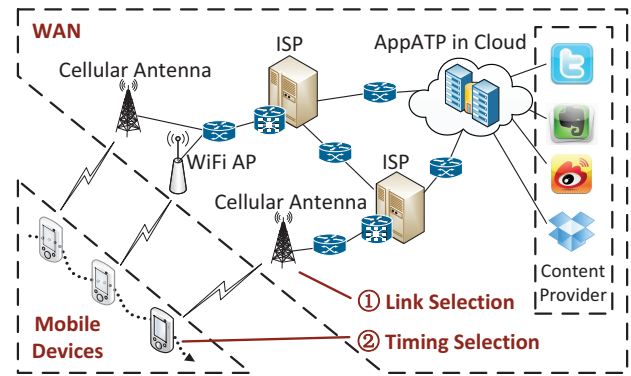 WAN
ISP
AppATP in Cloud
Cellular Antenna
WiFi AP
ISP
Cellular Antenna
Content
Provider
① Link Selection
Mobile
Devices
② Timing Selection